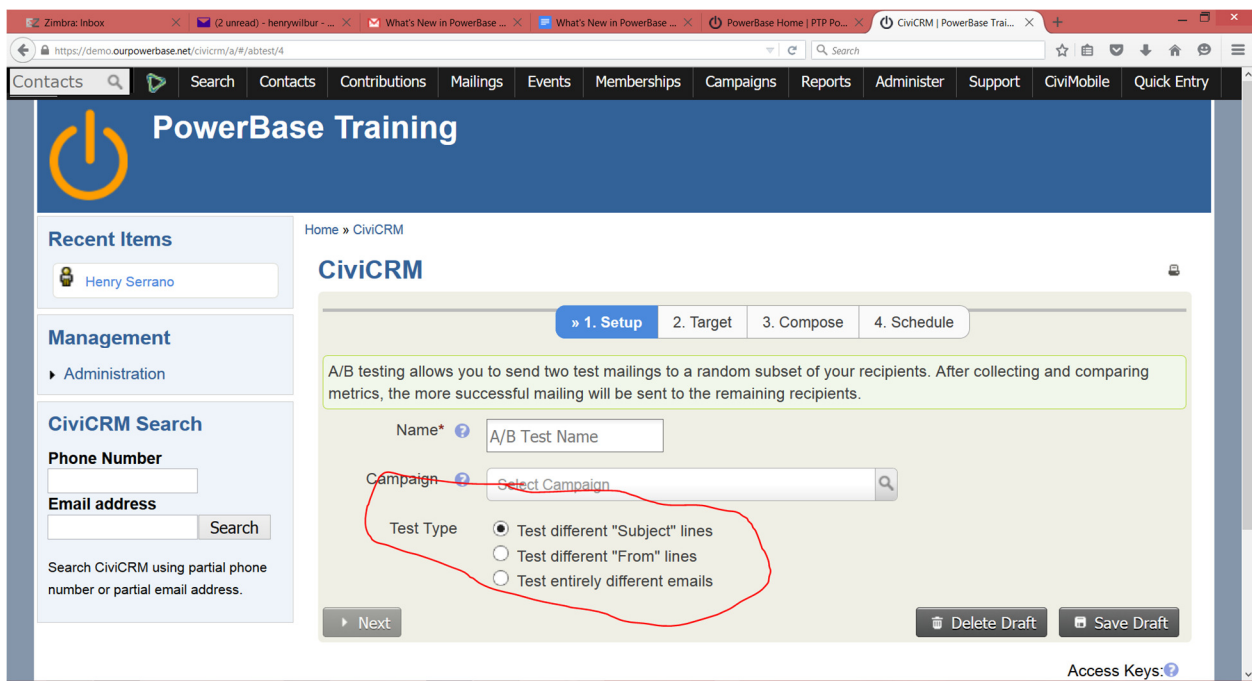 Zimbra: Inbox
(2 unread) - henrywilbur - ...
What's New in PowerBase ...
What's New in PowerBase ...
PowerBase Home | PTP Po...
CiviCRM | PowerBase Trai...
https://demo.ourpowerbase.net/civicrm/a/#/abtest/4
Search
Contacts
Search
Contacts
Contributions
Mailings
Events
Memberships
Campaigns
Reports
Administer
Support
CiviMobile
Quick Entry
PowerBase Training
Recent Items
Henry Serrano
Management
Administration
CiviCRM Search
Phone Number
Email address
Search
Search CiviCRM using partial phone
number or partial email address.
Home » CiviCRM
CiviCRM
» 1. Setup
2. Target
3. Compose
4. Schedule
A/B testing allows you to send two test mailings to a random subset of your recipients. After collecting and comparing
metrics, the more successful mailing will be sent to the remaining recipients.
Name*
A/B Test Name
Campaign
Select Campaign
Test Type
Test different "Subject" lines
Test different "From" lines
Test entirely different emails
Next
Delete Draft
Save Draft
Access Keys: